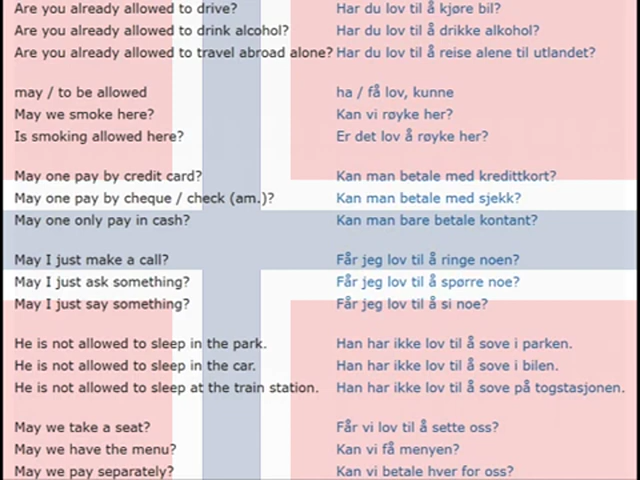 Are you already allowed to drive? Har du lov til å kjøre bil?
Are you already allowed to drink alcohol? Har du lov til å drikke alkohol?
Are you already allowed to travel abroad alone? Har du lov til å reise alene til utlandet?
may / to be allowed ha / få lov, kunne
May we smoke here? Kan vi røyke her?
Is smoking allowed here? Er det lov å røyke her?
May one pay by credit card? Kan man betale med kredittkort?
May one pay by cheque / check (am.)? Kan man betale med sjekk?
May one only pay in cash? Kan man bare betale kontant?
May I just make a call? Får jeg lov til å ringe noen?
May I just ask something? Får jeg lov til å spørre noe?
May I just say something? Får jeg lov til å si noe?
He is not allowed to sleep in the park. Han har ikke lov til å sove i parken.
He is not allowed to sleep in the car. Han har ikke lov til å sove i bilen.
He is not allowed to sleep at the train station. Han har ikke lov til å sove på togstasjonen.
May we take a seat? Får vi lov til å sette oss?
May we have the menu? Kan vi få menyen?
May we pay separately? Kan vi betale hver for oss?